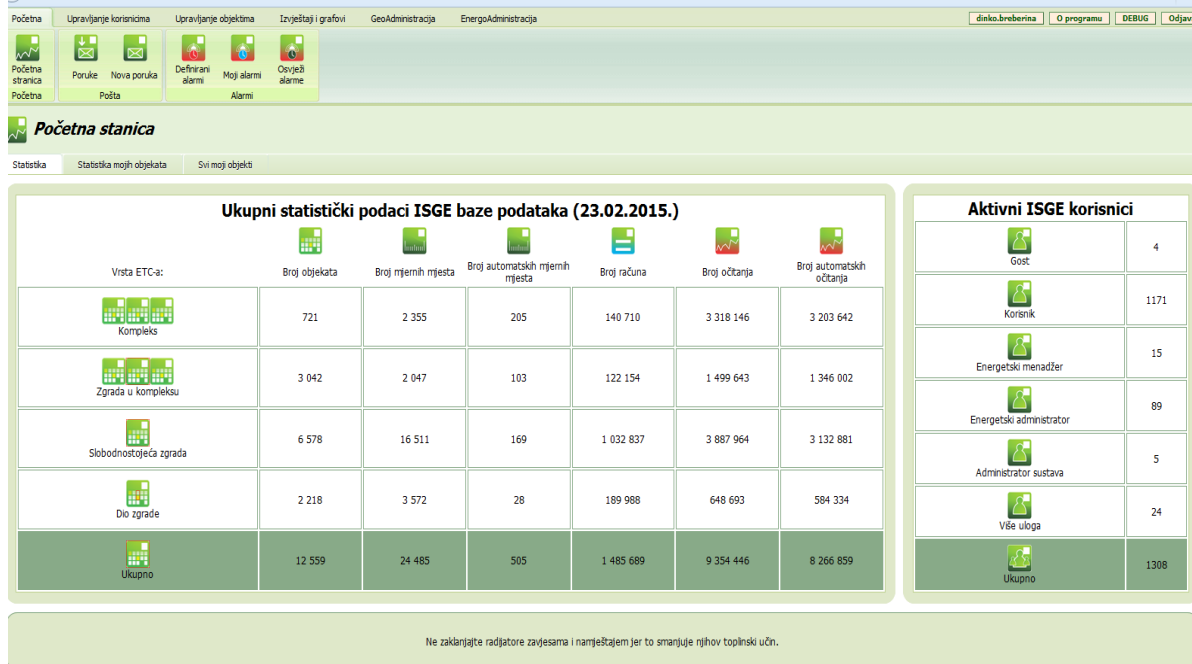 Početna Upravljanje korisnicima Upravljanje objektima Izvještaji i grafovi GeoAdministracija EnergoAdministracija dinko.breberina O programu DEBUG Odjav
Početna stranica Poruke Nova poruka Definirani alarmi Moji alarmi Osvježi alarme
Početna Pošta Alarmi
Početna stanica
Statistika Statistika mojih objekata Svi moji objekti
Ukupni statistički podaci ISGE baze podataka (23.02.2015.)
Vrsta ETC-a: Broj objekata Broj mjernih mjesta Broj automatskih mjernih mjesta Broj računa Broj očitanja Broj automatskih očitanja
Kompleks 721 2 355 205 140 710 3 318 146 3 203 642
Zgrada u kompleksu 3 042 2 047 103 122 154 1 499 643 1 346 002
Slobodnostojeća zgrada 6 578 16 511 169 1 032 837 3 887 964 3 132 881
Dio zgrade 2 218 3 572 28 189 988 648 693 584 334
Ukupno 12 559 24 485 505 1 485 689 9 354 446 8 266 859
Aktivni ISGE korisnici
Gost 4
Korisnik 1171
Energetski menadžer 15
Energetski administrator 89
Administrator sustava 5
Više uloga 24
Ukupno 1308
Ne zaklanjajte radijatore zavjesama i namještajem jer to smanjuje njihov toplinski učin.